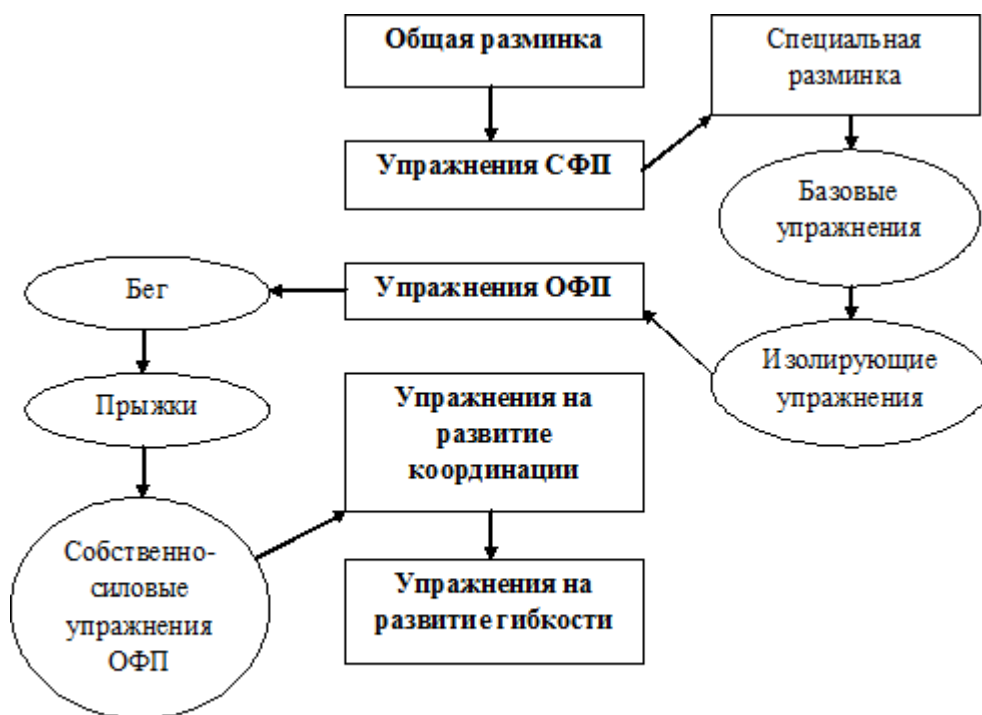 Общая разминка
Специальная
разминка
Упражнения СФП
Базовые
упражнения
Упражнения ОФП
Бег
Изолирующие
упражнения
Прыжки
Упражнения на
развитие
координации
Собственно-
силовые
упражнения
ОФП
Упражнения на
развитие гибкости